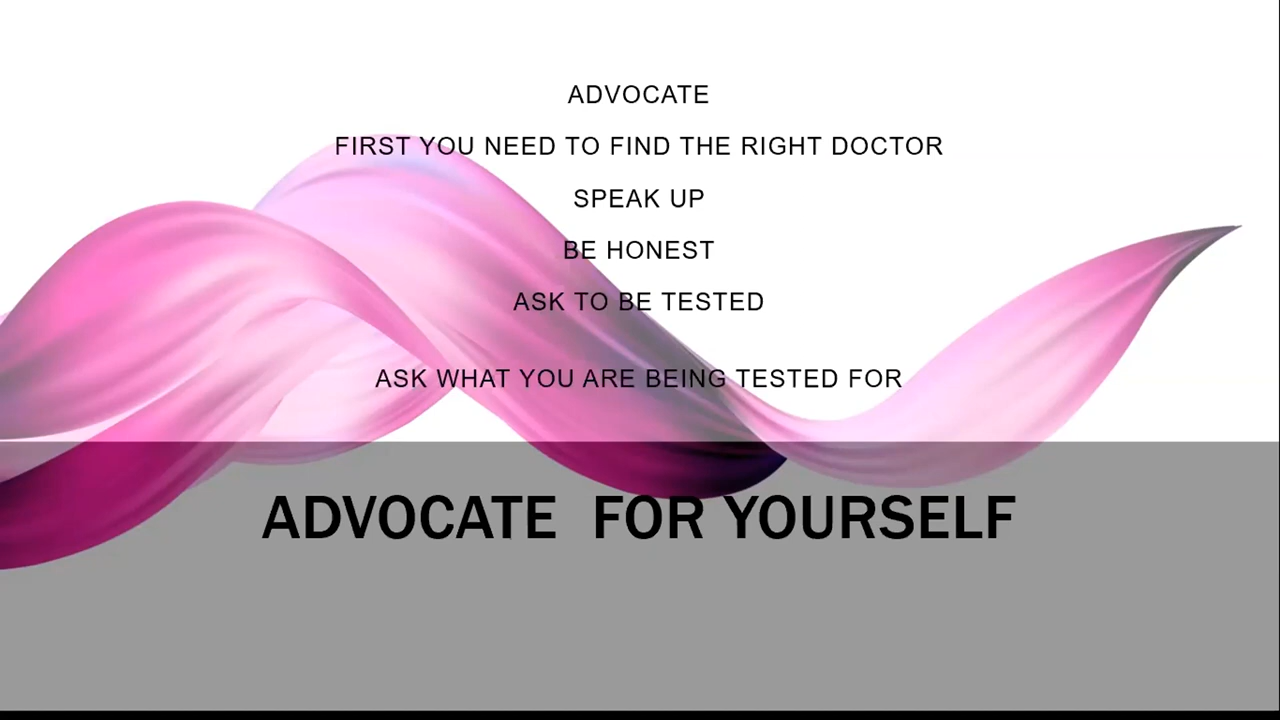 ADVOCATE
FIRST YOU NEED TO FIND THE RIGHT DOCTOR
SPEAK UP
BE HONEST
ASK TO BE TESTED
ASK WHAT YOU ARE BEING TESTED FOR
ADVOCATE FOR YOURSELF